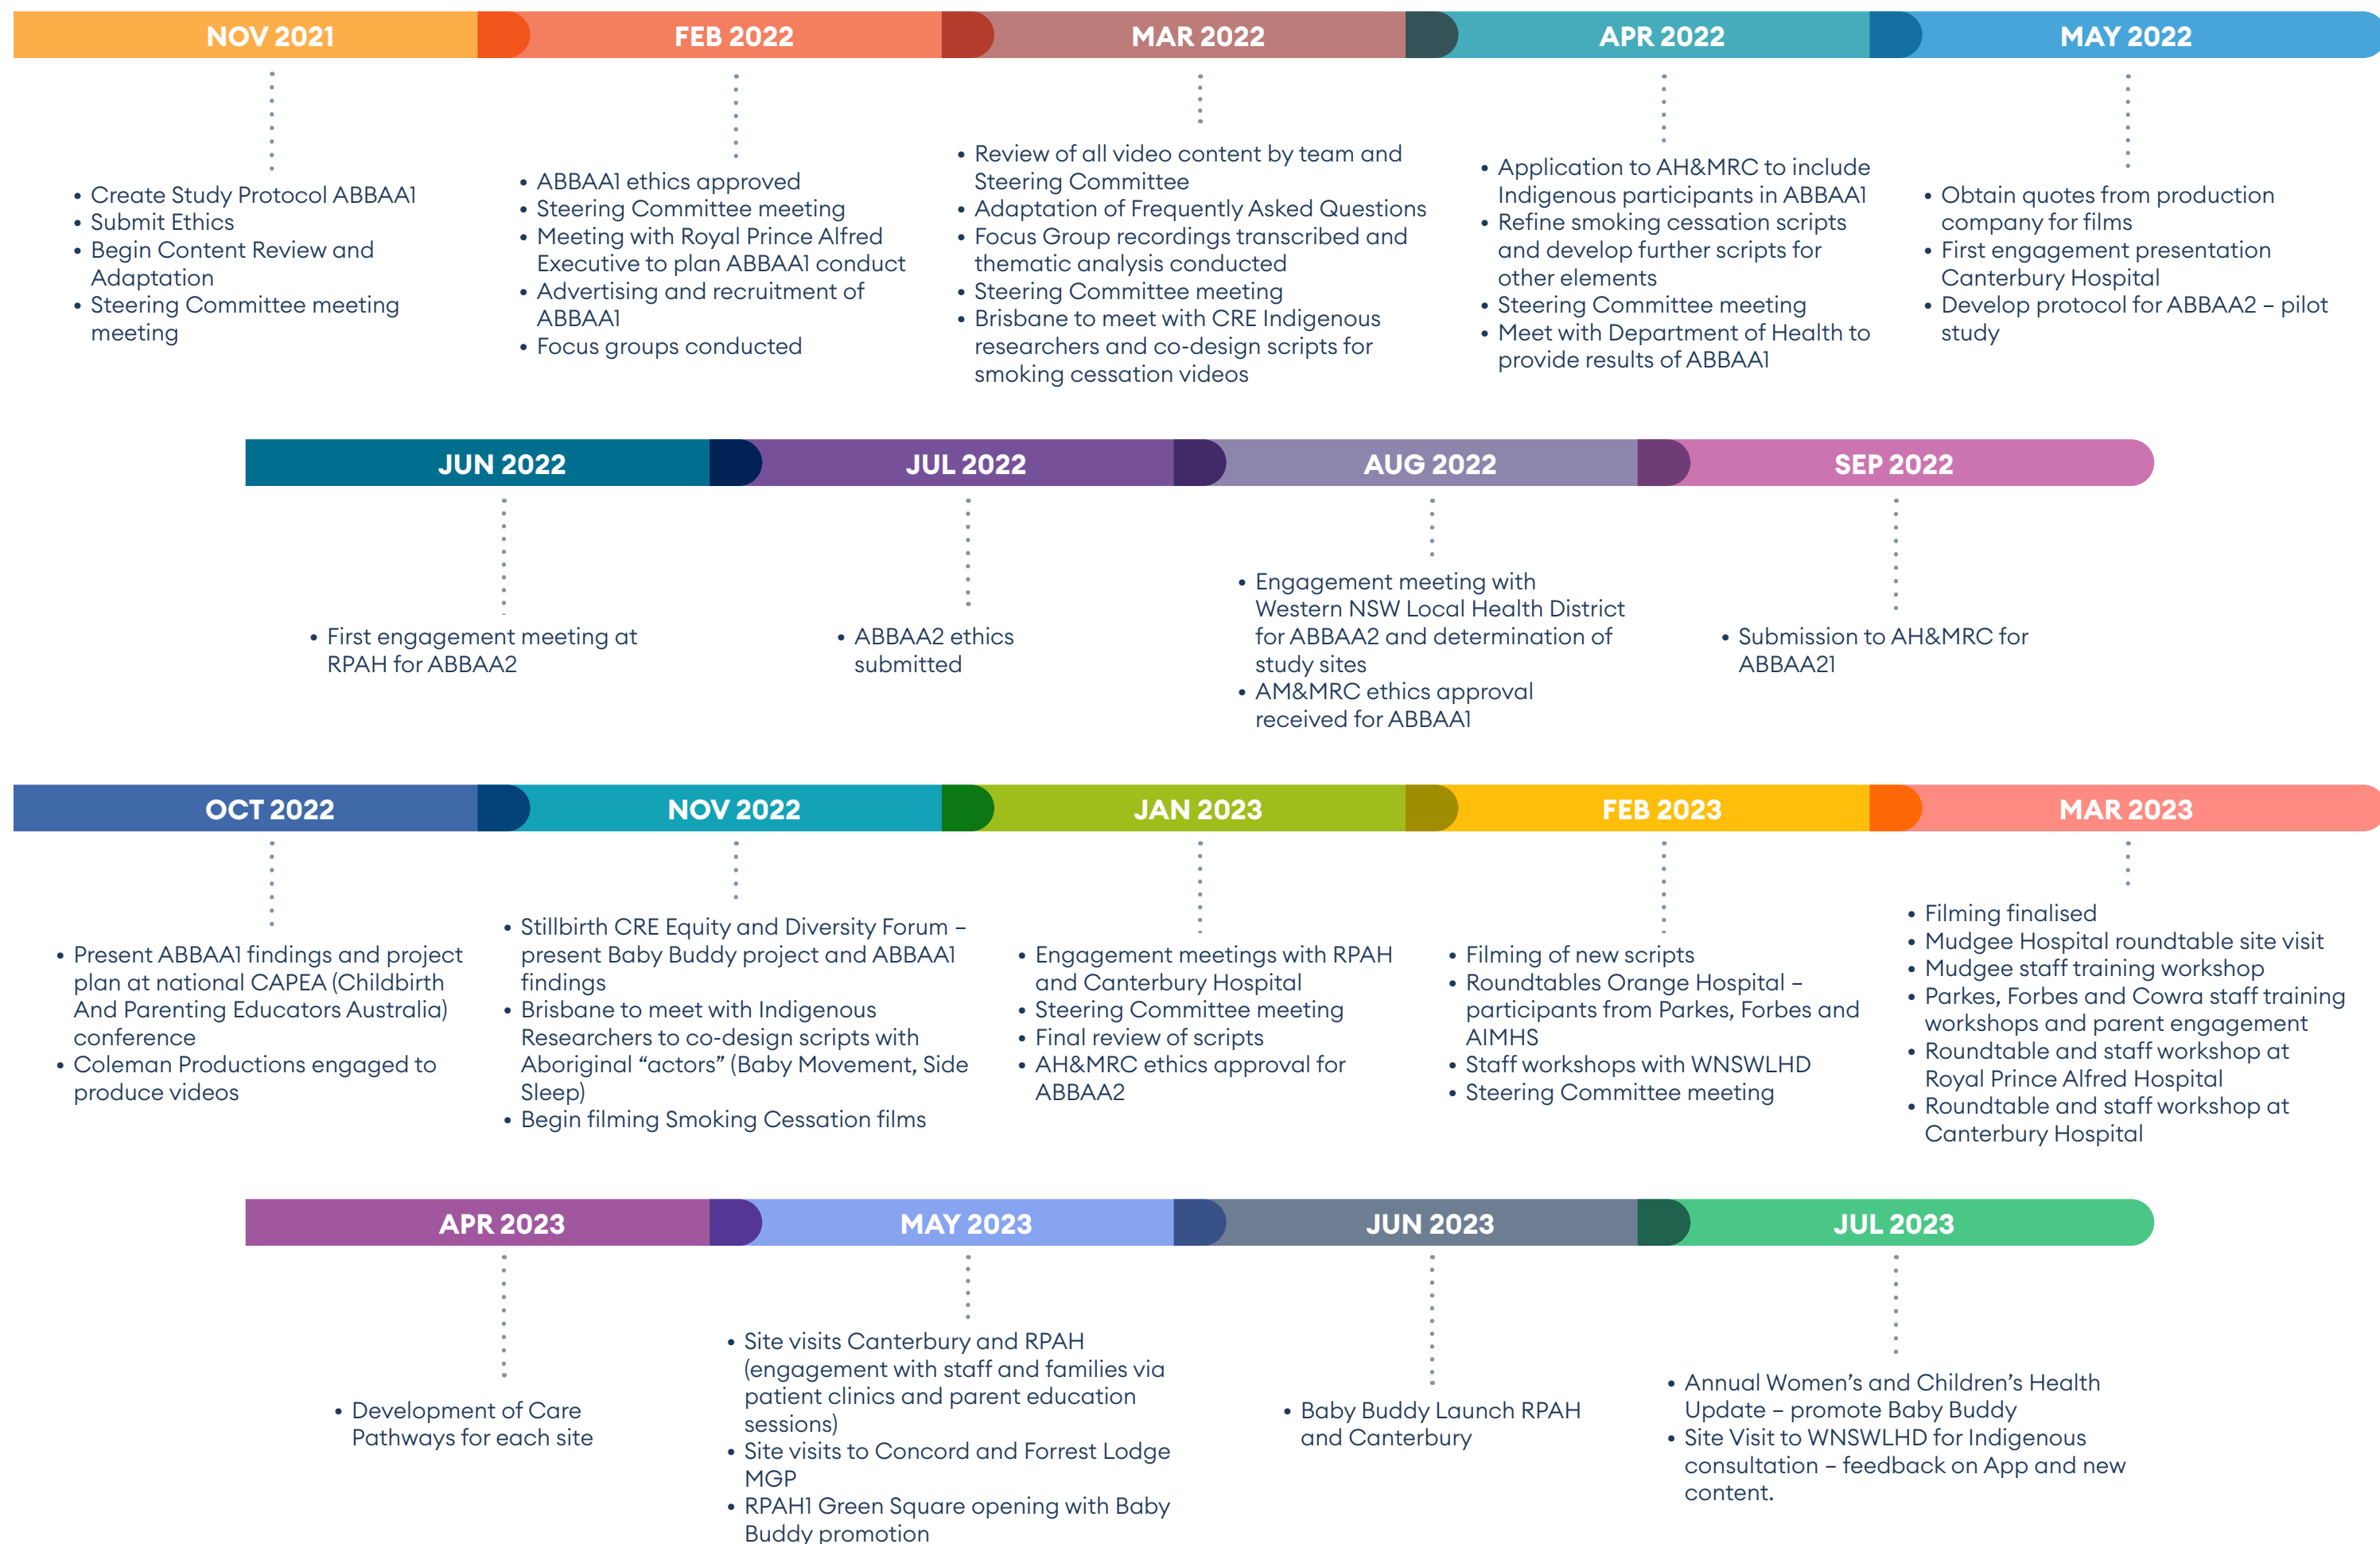 NOV 2021
FEB 2022
MAR 2022
APR 2022
MAY 2022
• Create Study Protocol ABBAA1
• Submit Ethics
• Begin Content Review and
Adaptation
• Steering Committee meeting
meeting
• ABBAA1 ethics approved
• Steering Committee meeting
• Meeting with Royal Prince Alfred
Executive to plan ABBAA1 conduct
• Advertising and recruitment of
ABBAA1
• Focus groups conducted
• Review of all video content by team and
Steering Committee
• Adaptation of Frequently Asked Questions
• Focus Group recordings transcribed and
thematic analysis conducted
• Steering Committee meeting
• Brisbane to meet with CRE Indigenous
researchers and co-design scripts for
smoking cessation videos
• Application to AH&MRC to include
Indigenous participants in ABBAA1
• Refine smoking cessation scripts
and develop further scripts for
other elements
• Steering Committee meeting
• Meet with Department of Health to
provide results of ABBAA1
• Obtain quotes from production
company for films
• First engagement presentation
Canterbury Hospital
• Develop protocol for ABBAA2 – pilot
study
JUN 2022
JUL 2022
AUG 2022
SEP 2022
• First engagement meeting at
RPAH for ABBAA2
• ABBAA2 ethics
submitted
• Engagement meeting with
Western NSW Local Health District
for ABBAA2 and determination of
study sites
• AM&MRC ethics approval
received for ABBAA1
• Submission to AH&MRC for
ABBAA21
OCT 2022
NOV 2022
JAN 2023
FEB 2023
MAR 2023
• Present ABBAA1 findings and project
plan at national CAPEA (Childbirth
And Parenting Educators Australia)
conference
• Coleman Productions engaged to
produce videos
• Stillbirth CRE Equity and Diversity Forum –
present Baby Buddy project and ABBAA1
findings
• Brisbane to meet with Indigenous
Researchers to co-design scripts with
Aboriginal “actors” (Baby Movement, Side
Sleep)
• Begin filming Smoking Cessation films
• Engagement meetings with RPAH
and Canterbury Hospital
• Steering Committee meeting
• Final review of scripts
• AH&MRC ethics approval for
ABBAA2
• Filming of new scripts
• Roundtables Orange Hospital –
participants from Parkes, Forbes and
AIMHS
• Staff workshops with WNSWLHD
• Steering Committee meeting
• Filming finalised
• Mudgee Hospital roundtable site visit
• Mudgee staff training workshop
• Parkes, Forbes and Cowra staff training
workshops and parent engagement
• Roundtable and staff workshop at
Royal Prince Alfred Hospital
• Roundtable and staff workshop at
Canterbury Hospital
APR 2023
MAY 2023
JUN 2023
JUL 2023
• Development of Care
Pathways for each site
• Site visits Canterbury and RPAH
(engagement with staff and families via
patient clinics and parent education
sessions)
• Site visits to Concord and Forrest Lodge
MGP
• RPAH1 Green Square opening with Baby
Buddy promotion
• Baby Buddy Launch RPAH
and Canterbury
• Annual Women’s and Children’s Health
Update – promote Baby Buddy
• Site Visit to WNSWLHD for Indigenous
consultation – feedback on App and new
content.